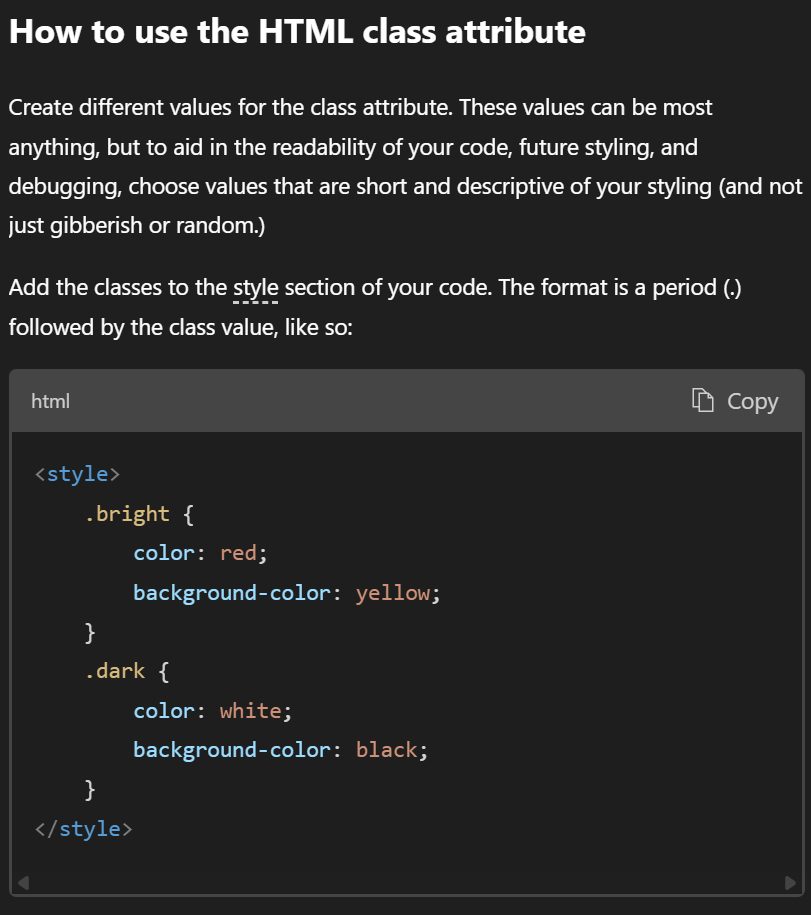 How to use the HTML class attribute
Create different values for the class attribute. These values can be most
anything, but to aid in the readability of your code, future styling, and
debugging, choose values that are short and descriptive of your styling (and not
just gibberish or random.)
Add the classes to the style section of your code. The format is a period (.)
followed by the class value, like so:
html Copy
<style>
    .bright {
        color: red;
        background-color: yellow;
    }
    .dark {
        color: white;
        background-color: black;
    }
</style>